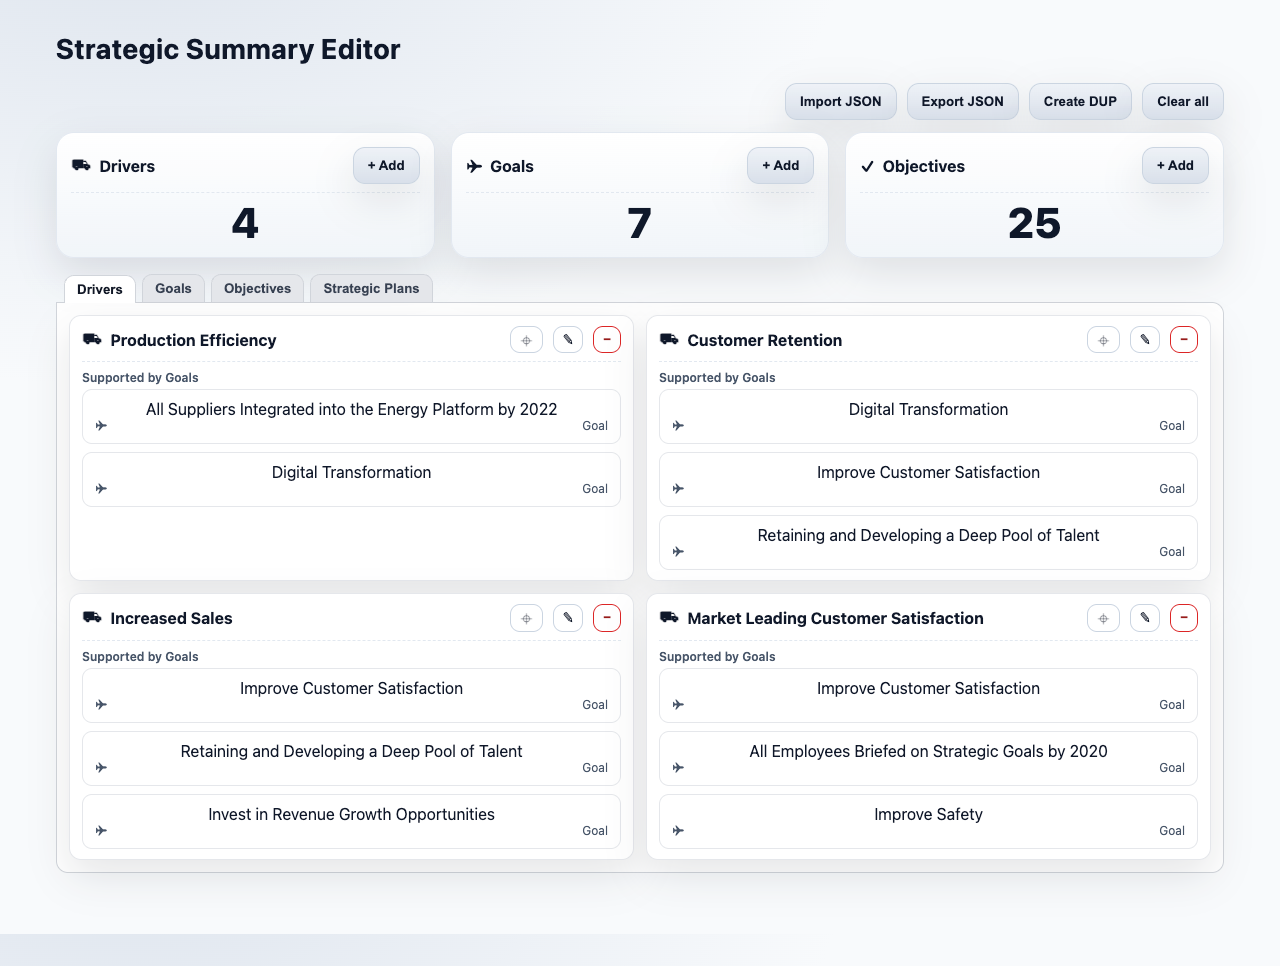 Strategic Summary Editor
Import JSON
Export JSON
Create DUP
Clear all
Drivers
+ Add
4
Goals
+ Add
7
Objectives
+ Add
25
Drivers
Goals
Objectives
Strategic Plans
Production Efficiency
Supported by Goals
All Suppliers Integrated into the Energy Platform by 2022
Goal
Digital Transformation
Goal
Customer Retention
Supported by Goals
Digital Transformation
Goal
Improve Customer Satisfaction
Goal
Retaining and Developing a Deep Pool of Talent
Goal
Increased Sales
Supported by Goals
Improve Customer Satisfaction
Goal
Retaining and Developing a Deep Pool of Talent
Goal
Invest in Revenue Growth Opportunities
Goal
Market Leading Customer Satisfaction
Supported by Goals
Improve Customer Satisfaction
Goal
All Employees Briefed on Strategic Goals by 2020
Goal
Improve Safety
Goal